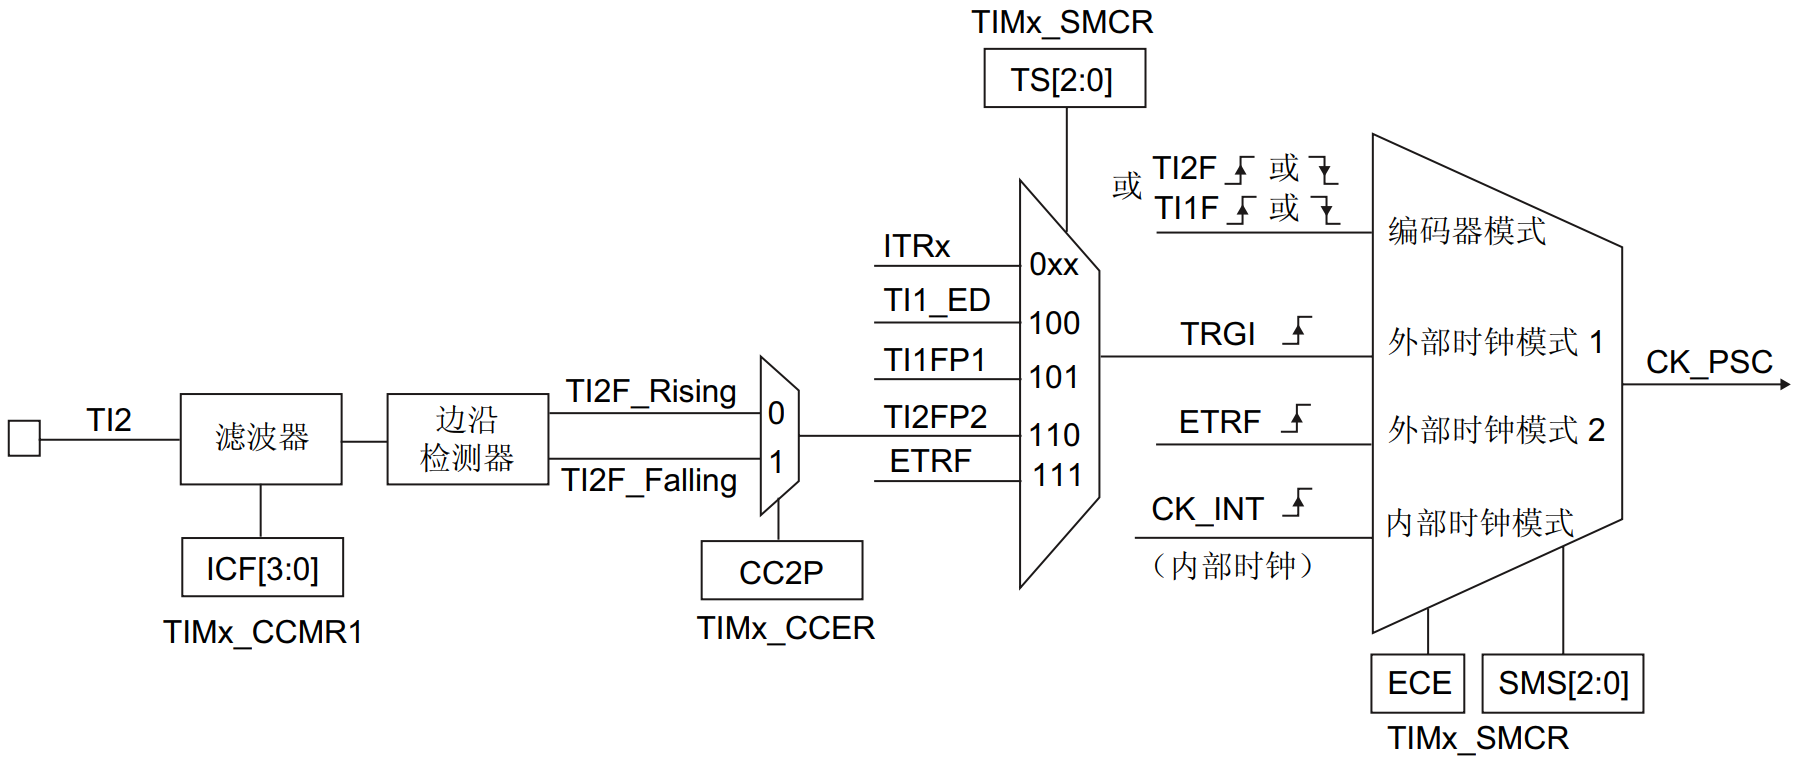 TIMx_SMCR
TS[2:0]
TI2
滤波器
ICF[3:0]
TIMx_CCMR1
边沿
检测器
TI2F_Rising
TI2F_Falling
0
1
CC2P
TIMx_CCER
ITRx
TI1_ED
TI1FP1
TI2FP2
ETRF
0xx
100
101
110
111
或
TI2F 或
TI1F 或
TRGI
ETRF
CK_INT
（内部时钟）
编码器模式
外部时钟模式 1
外部时钟模式 2
内部时钟模式
CK_PSC
ECE
SMS[2:0]
TIMx_SMCR